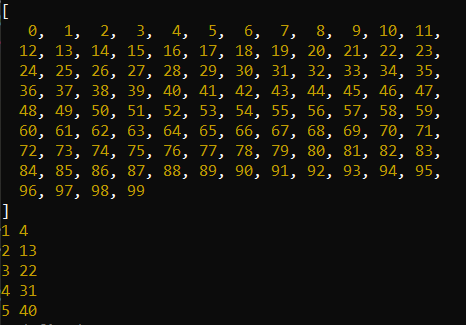 [
0, 1, 2, 3, 4, 5, 6, 7, 8, 9, 10, 11,
12, 13, 14, 15, 16, 17, 18, 19, 20, 21, 22, 23,
24, 25, 26, 27, 28, 29, 30, 31, 32, 33, 34, 35,
36, 37, 38, 39, 40, 41, 42, 43, 44, 45, 46, 47,
48, 49, 50, 51, 52, 53, 54, 55, 56, 57, 58, 59,
60, 61, 62, 63, 64, 65, 66, 67, 68, 69, 70, 71,
72, 73, 74, 75, 76, 77, 78, 79, 80, 81, 82, 83,
84, 85, 86, 87, 88, 89, 90, 91, 92, 93, 94, 95,
96, 97, 98, 99
]
1 4
2 13
3 22
4 31
5 40